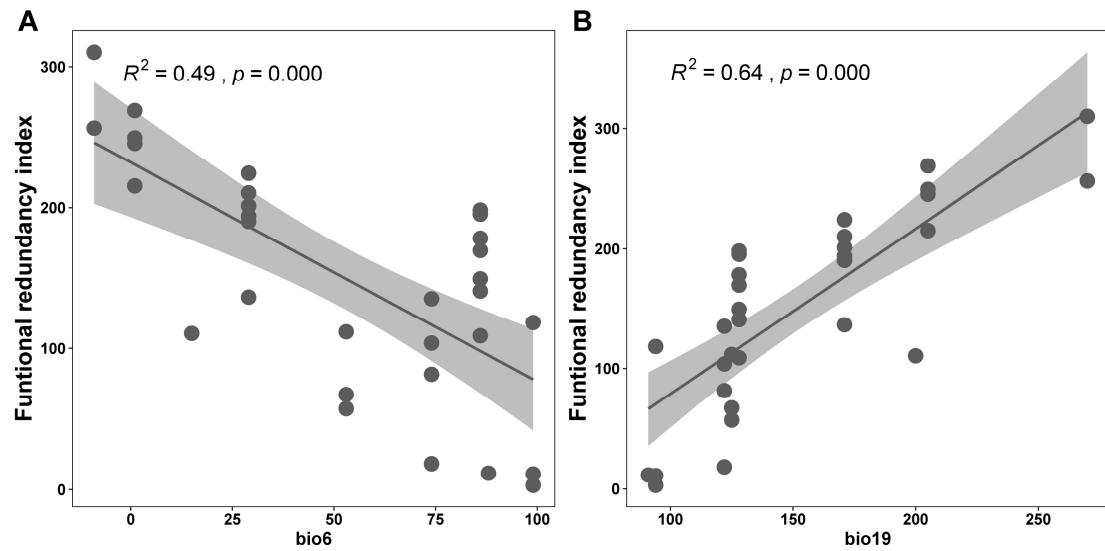 A
R² = 0.49 , p = 0.000
Funtional redundancy index
300
200
100
0
0 25 50 75 100
bio6
B
R² = 0.64 , p = 0.000
Funtional redundancy index
300
200
100
0
100 150 200 250
bio19